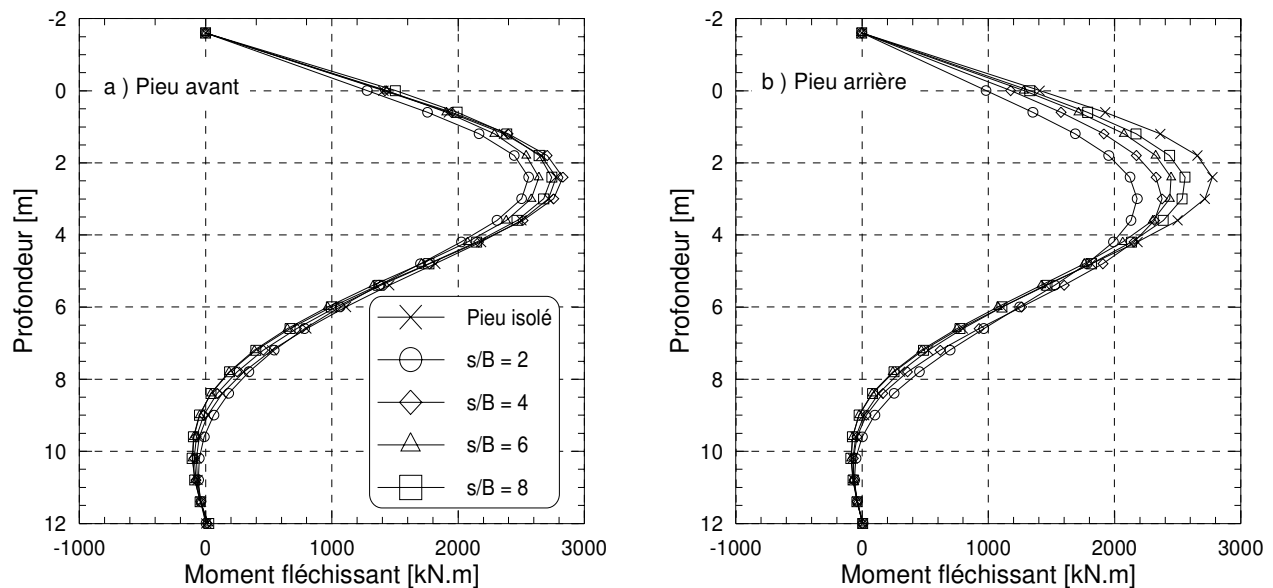 a ) Pieu avant
Profondeur [m]
-2
0
2
4
6
8
10
12
-1000 0 1000 2000 3000
Moment fléchissant [kN.m]
Pieu isolé
s/B = 2
s/B = 4
s/B = 6
s/B = 8
b ) Pieu arrière
Profondeur [m]
-2
0
2
4
6
8
10
12
-1000 0 1000 2000 3000
Moment fléchissant [kN.m]